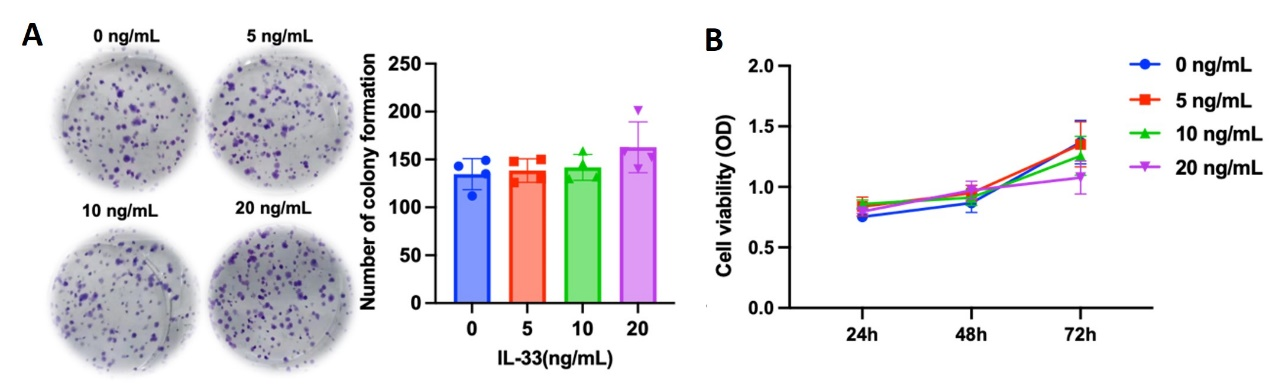 A
0 ng/mL
5 ng/mL
10 ng/mL
20 ng/mL
Number of colony formation
250
200
150
100
50
0
0
5
10
20
IL-33(ng/mL)
B
Cell viability (OD)
2.0
1.5
1.0
0.5
0.0
24h
48h
72h
0 ng/mL
5 ng/mL
10 ng/mL
20 ng/mL